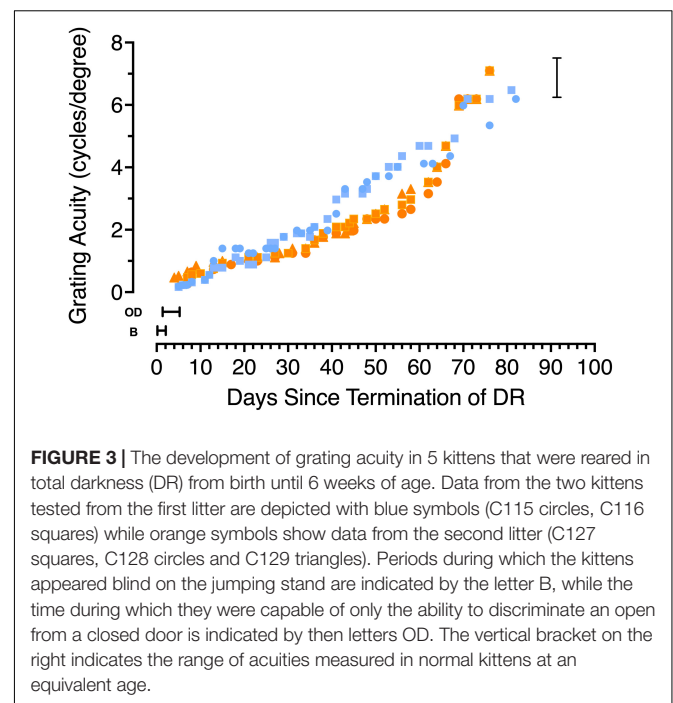 8
6
4
2
0
Grating Acuity (cycles/degree)
OD
B
0 10 20 30 40 50 60 70 80 90 100
Days Since Termination of DR
FIGURE 3 | The development of grating acuity in 5 kittens that were reared in
total darkness (DR) from birth until 6 weeks of age. Data from the two kittens
tested from the first litter are depicted with blue symbols (C115 circles, C116
squares) while orange symbols show data from the second litter (C127
squares, C128 circles and C129 triangles). Periods during which the kittens
appeared blind on the jumping stand are indicated by the letter B, while the
time during which they were capable of only the ability to discriminate an open
from a closed door is indicated by then letters OD. The vertical bracket on the
right indicates the range of acuities measured in normal kittens at an
equivalent age.